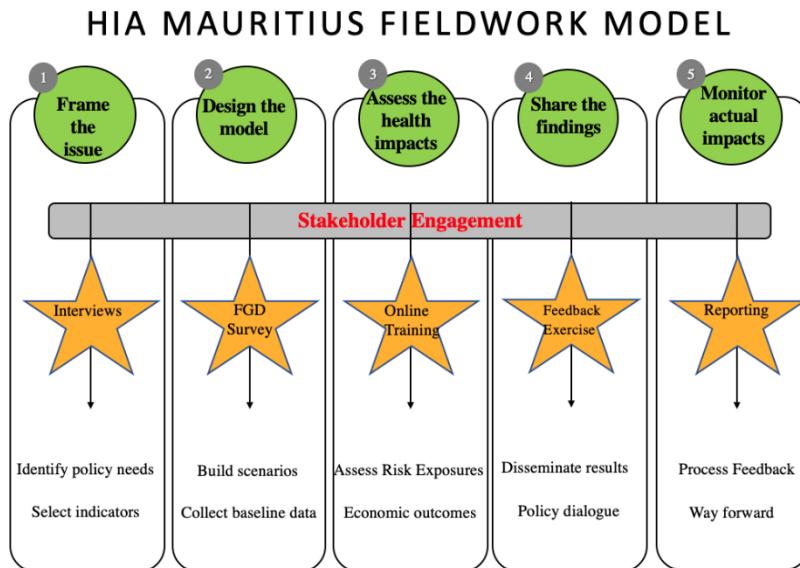 HIA MAURITIUS FIELDWORK MODEL
1
Frame
the
issue
2
Design the
model
3
Assess the
health
impacts
4
Share the
findings
5
Monitor
actual
impacts
Stakeholder Engagement
Interviews
FGD
Survey
Online
Training
Feedback
Exercise
Reporting
Identify policy needs
Select indicators
Build scenarios
Collect baseline data
Assess Risk Exposures
Economic outcomes
Disseminate results
Policy dialogue
Process Feedback
Way forward